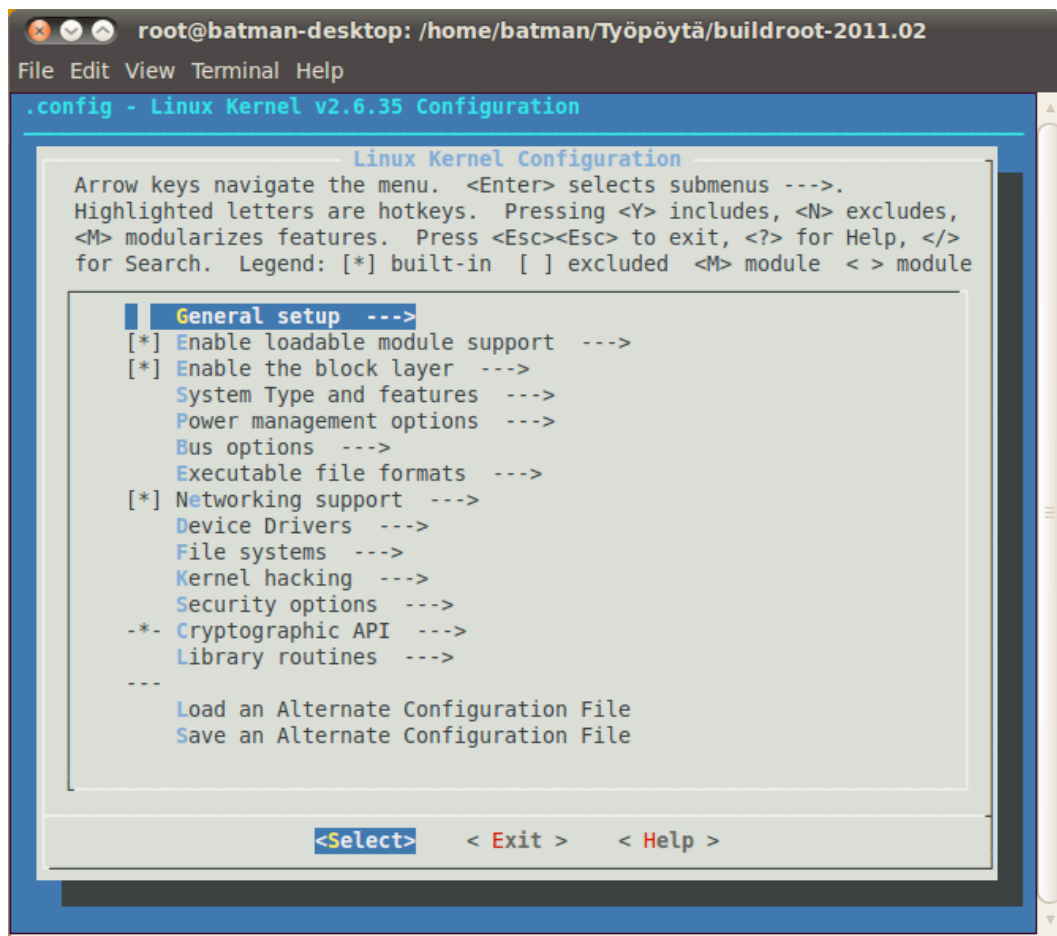 root@batman-desktop: /home/batman/Työpöytä/buildroot-2011.02
File Edit View Terminal Help
.config - Linux Kernel v2.6.35 Configuration
Linux Kernel Configuration
Arrow keys navigate the menu.  <Enter> selects submenus --->.
Highlighted letters are hotkeys.  Pressing <Y> includes, <N> excludes,
<M> modularizes features.  Press <Esc><Esc> to exit, <?> for Help, </>
for Search.  Legend: [*] built-in  [ ] excluded  <M> module  < > module
General setup  --->
[*] Enable loadable module support  --->
[*] Enable the block layer  --->
System Type and features  --->
Power management options  --->
Bus options  --->
Executable file formats  --->
[*] Networking support  --->
Device Drivers  --->
File systems  --->
Kernel hacking  --->
Security options  --->
-*- Cryptographic API  --->
Library routines  --->
---
Load an Alternate Configuration File
Save an Alternate Configuration File
<Select>    < Exit >    < Help >